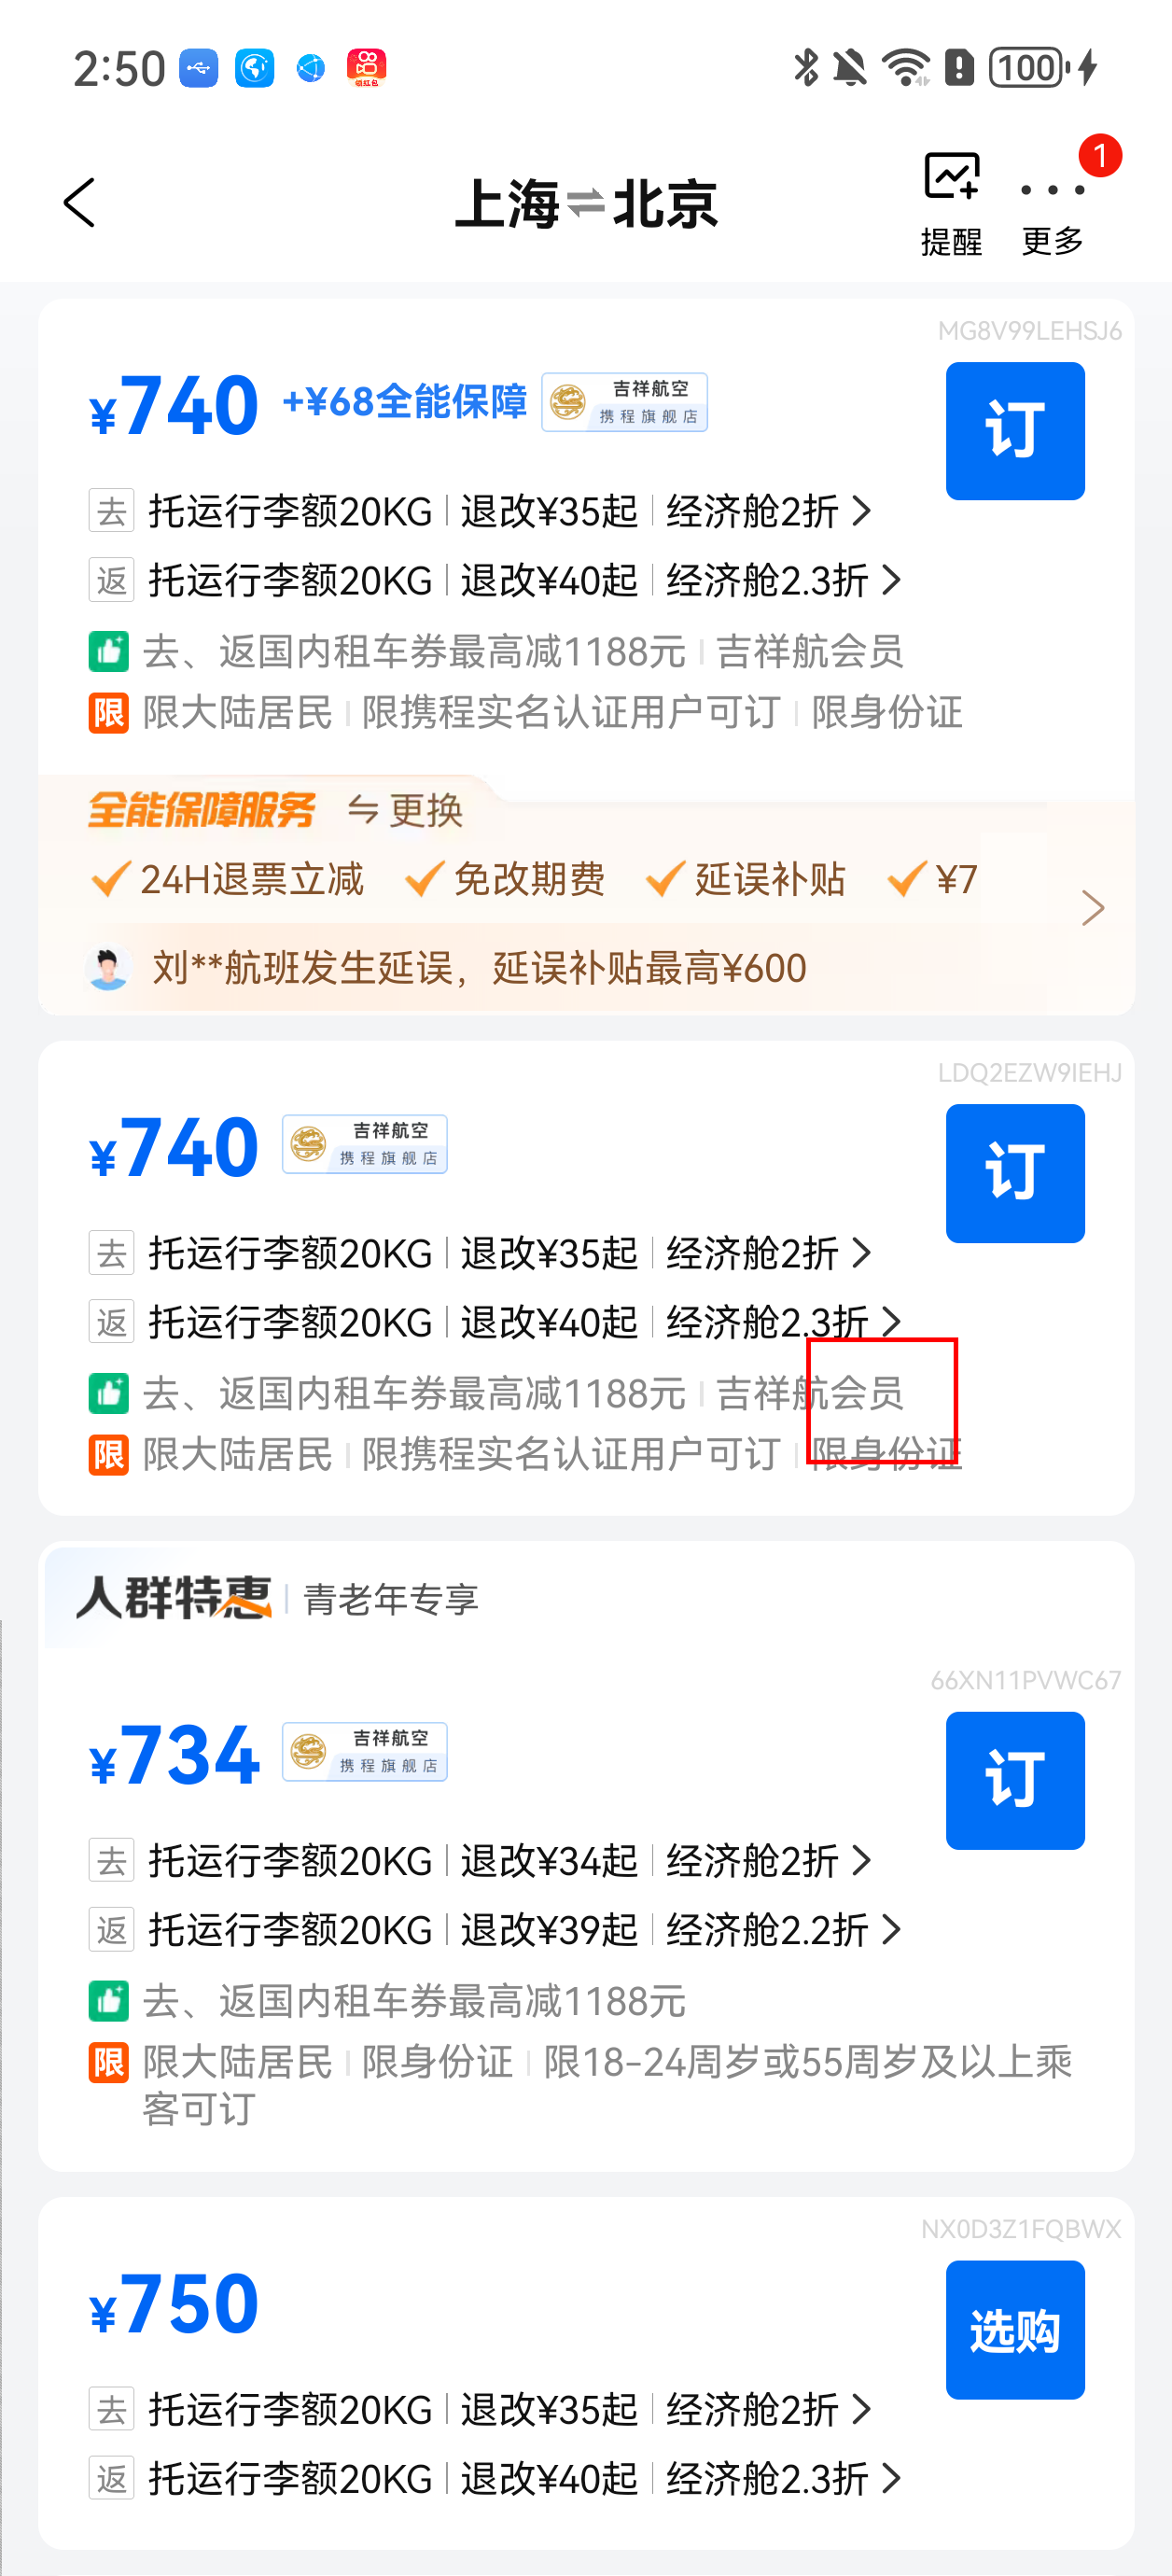 2:50
领红包
100
上海⇌北京
提醒
更多
1
MG8V99LEHSJ6
¥740 +¥68全能保障 吉祥航空 携程旗舰店
订
去 托运行李额20KG | 退改¥35起 | 经济舱2折 >
返 托运行李额20KG | 退改¥40起 | 经济舱2.3折 >
去、返国内租车券最高减1188元 | 吉祥航会员
限 限大陆居民 | 限携程实名认证用户可订 | 限身份证
全能保障服务 ⇋ 更换
24H退票立减 免改期费 延误补贴 ¥7
刘**航班发生延误，延误补贴最高¥600
LDQ2EZW9IEHJ
¥740 吉祥航空 携程旗舰店
订
去 托运行李额20KG | 退改¥35起 | 经济舱2折 >
返 托运行李额20KG | 退改¥40起 | 经济舱2.3折 >
去、返国内租车券最高减1188元 | 吉祥航会员
限 限大陆居民 | 限携程实名认证用户可订 | 限身份证
人群特惠 | 青老年专享
66XN11PVWC67
¥734 吉祥航空 携程旗舰店
订
去 托运行李额20KG | 退改¥34起 | 经济舱2折 >
返 托运行李额20KG | 退改¥39起 | 经济舱2.2折 >
去、返国内租车券最高减1188元
限 限大陆居民 | 限身份证 | 限18-24周岁或55周岁及以上乘
客可订
NX0D3Z1FQBWX
¥750
选购
去 托运行李额20KG | 退改¥35起 | 经济舱2折 >
返 托运行李额20KG | 退改¥40起 | 经济舱2.3折 >